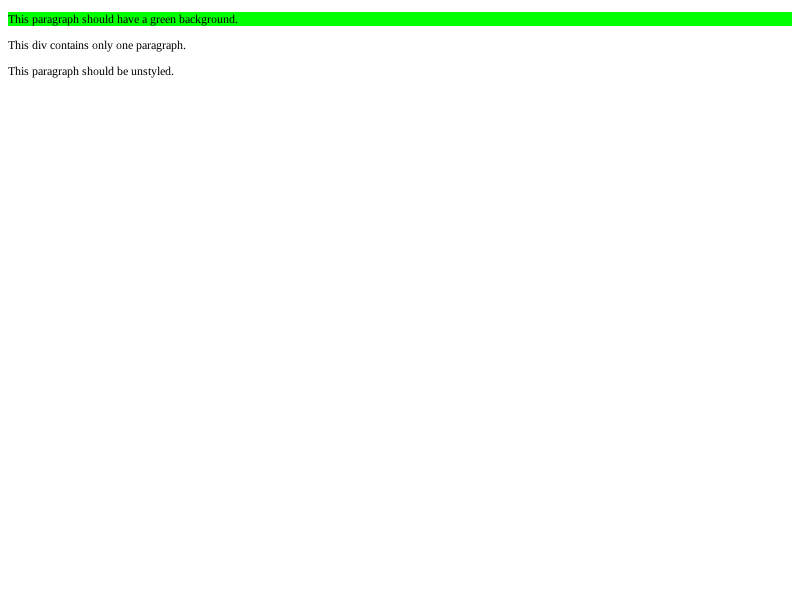 This paragraph should have a green background.
This div contains only one paragraph.
This paragraph should be unstyled.